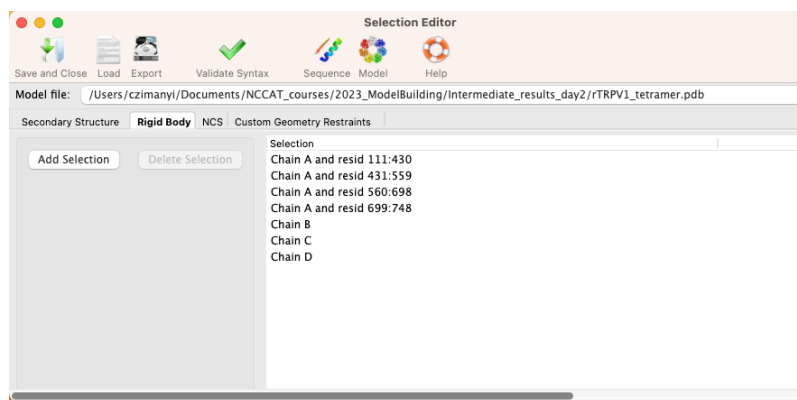 Selection Editor
Save and Close Load Export Validate Syntax Sequence Model Help
Model file: /Users/czimanyi/Documents/NCCAT_courses/2023_ModelBuilding/Intermediate_results_day2/rTRPV1_tetramer.pdb
Secondary Structure Rigid Body NCS Custom Geometry Restraints
Selection
Add Selection Delete Selection Chain A and resid 111:430
Chain A and resid 431:559
Chain A and resid 560:698
Chain A and resid 699:748
Chain B
Chain C
Chain D